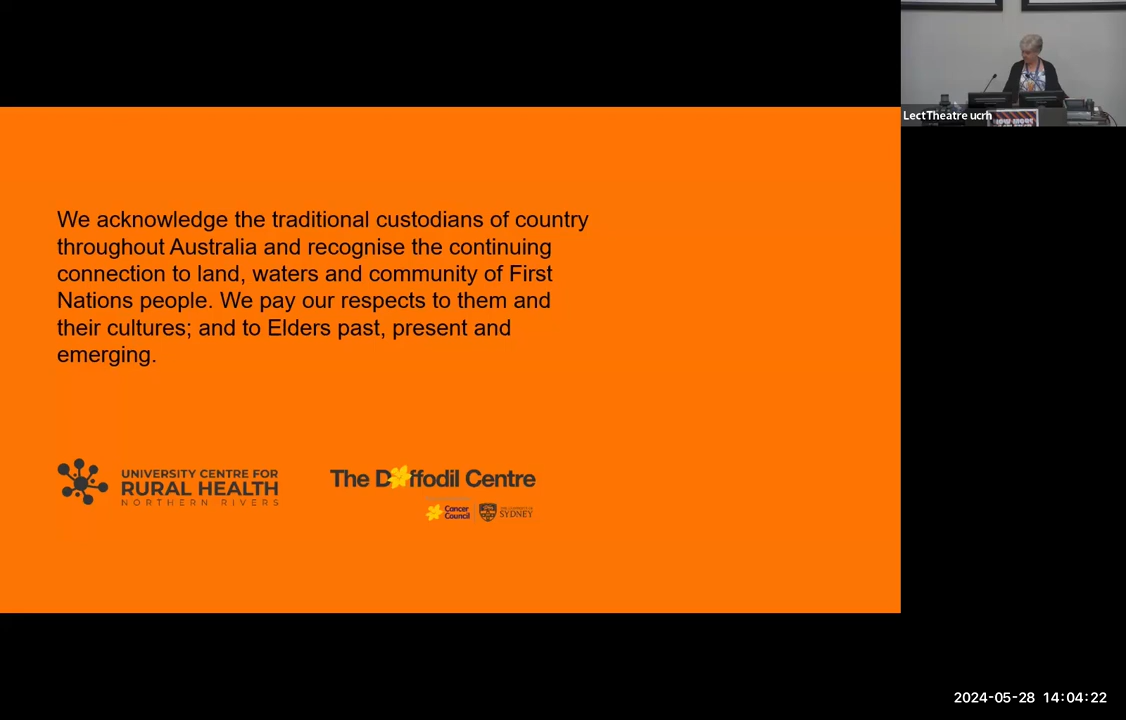 LectTheatre ucrh
We acknowledge the traditional custodians of country
throughout Australia and recognise the continuing
connection to land, waters and community of First
Nations people. We pay our respects to them and
their cultures; and to Elders past, present and
emerging.
UNIVERSITY CENTRE FOR
RURAL HEALTH
NORTHERN RIVERS
The Daffodil Centre
Cancer
Council
SYDNEY
2024-05-28 14:04:22